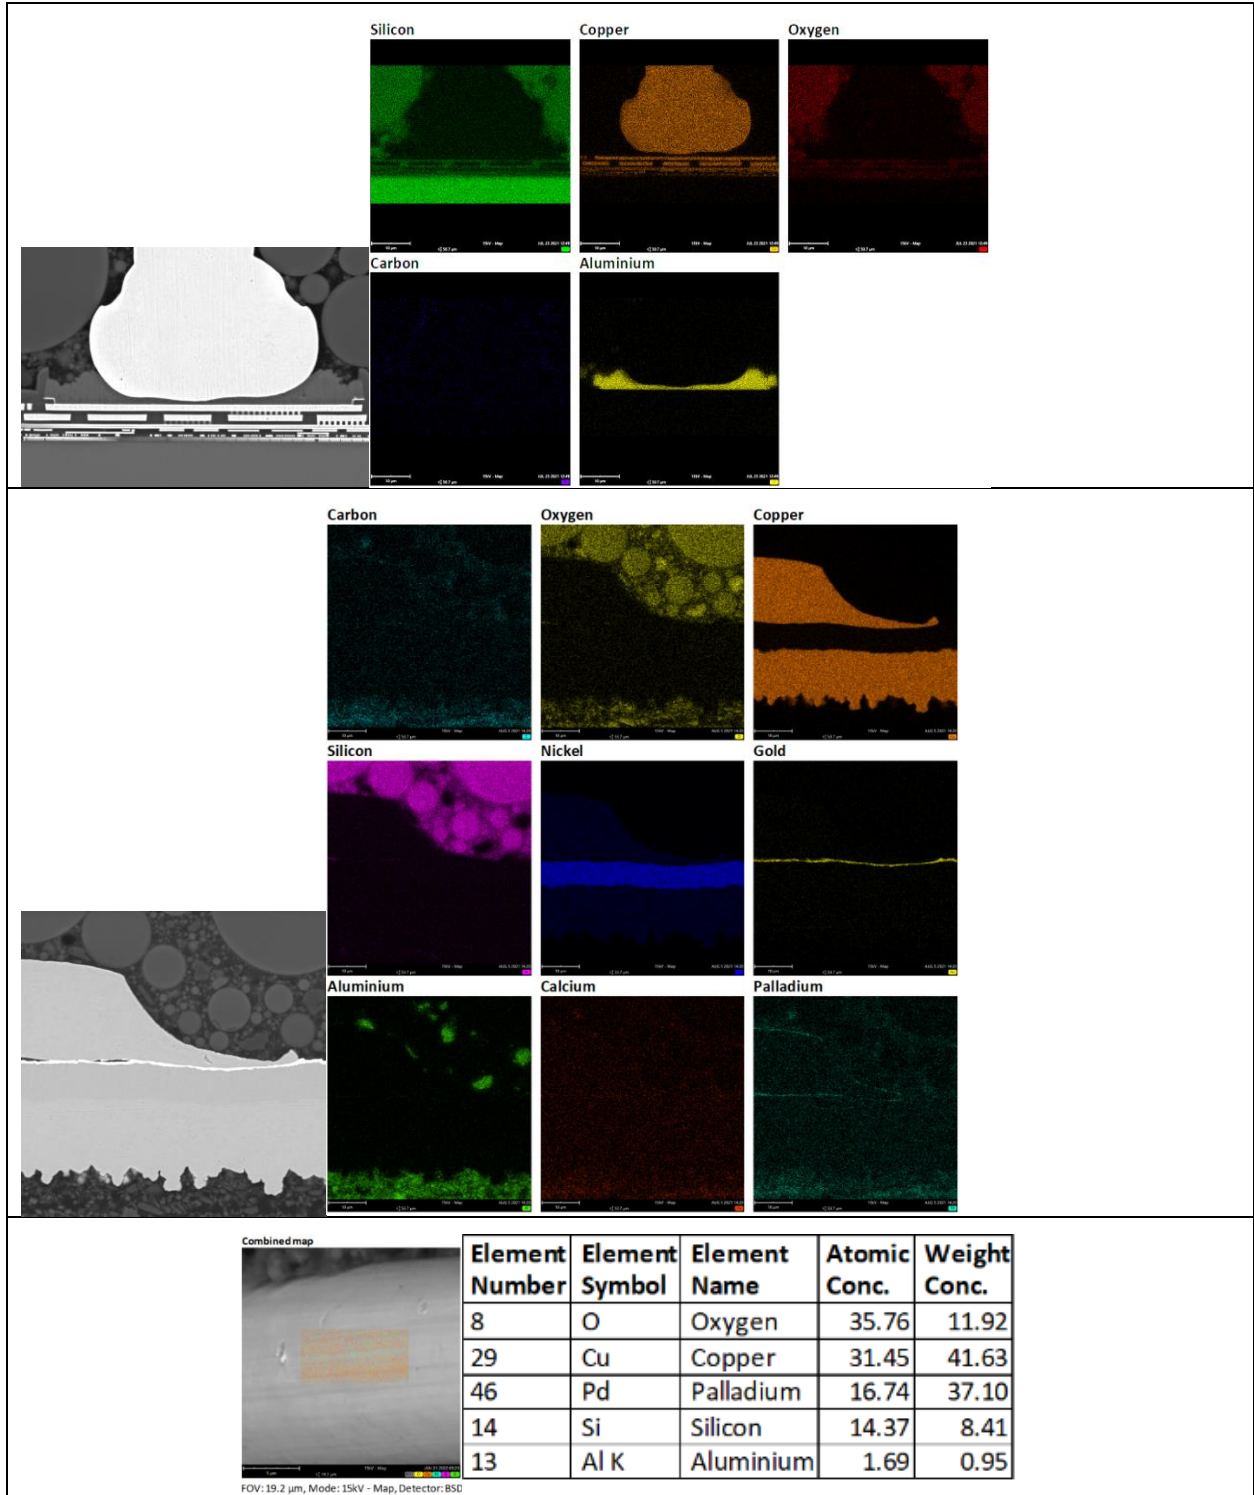 Silicon Copper Oxygen
Carbon Aluminium
Carbon Oxygen Copper
Silicon Nickel Gold
Aluminium Calcium Palladium
Combined map
Element Number Element Symbol Element Name Atomic Conc. Weight Conc.
8 O Oxygen 35.76 11.92
29 Cu Copper 31.45 41.63
46 Pd Palladium 16.74 37.10
14 Si Silicon 14.37 8.41
13 Al K Aluminium 1.69 0.95
FOV: 19.2 µm, Mode: 15kV - Map, Detector: BSD